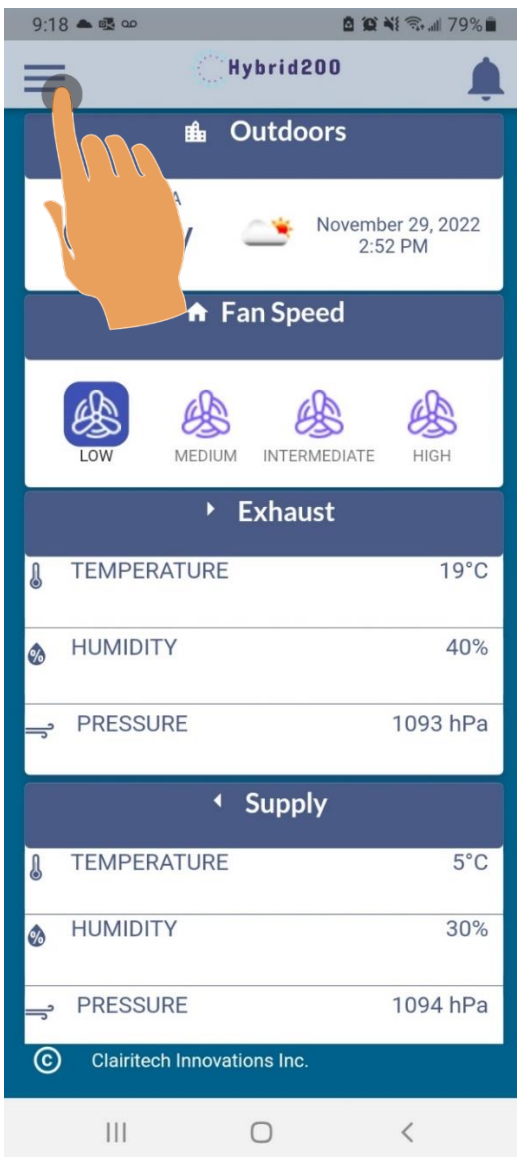 9:18 79%
Hybrid200
Outdoors
November 29, 2022
2:52 PM
Fan Speed
LOW MEDIUM INTERMEDIATE HIGH
Exhaust
TEMPERATURE 19°C
HUMIDITY 40%
PRESSURE 1093 hPa
Supply
TEMPERATURE 5°C
HUMIDITY 30%
PRESSURE 1094 hPa
© Clairitech Innovations Inc.